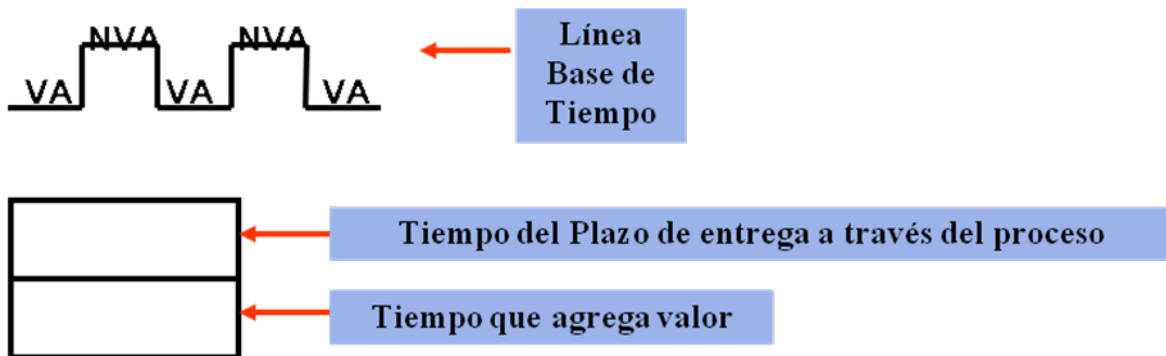 NVA NVA
VA VA VA
Línea
Base de
Tiempo
Tiempo del Plazo de entrega a través del proceso
Tiempo que agrega valor